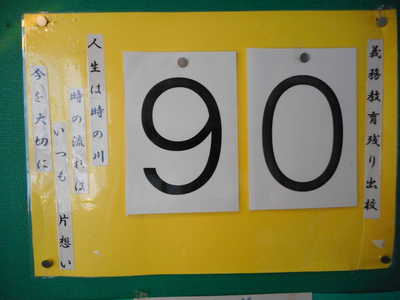 義務教育残り出校
90
人生は時の川
時の流れは
いつも片想い
今を大切に